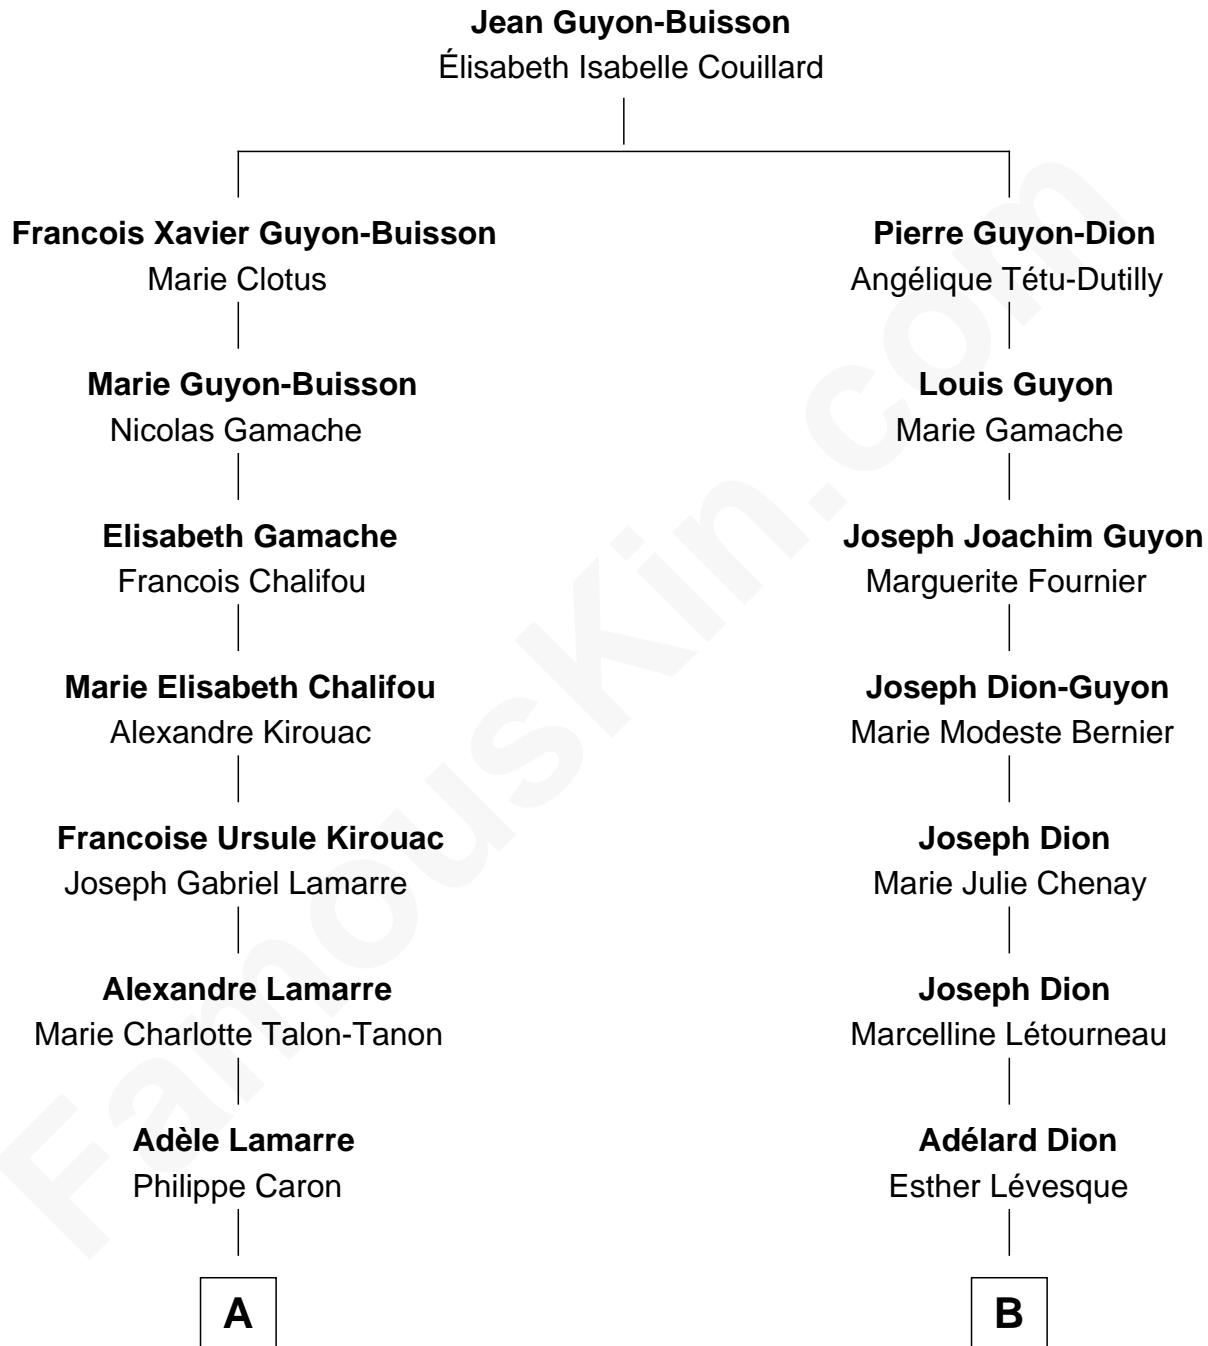 Jean Guyon-Buisson
Élisabeth Isabelle Couillard
Francois Xavier Guyon-Buisson
Marie Clotus
Marie Guyon-Buisson
Nicolas Gamache
Elisabeth Gamache
Francois Chalifou
Marie Elisabeth Chalifou
Alexandre Kirouac
Francoise Ursule Kirouac
Joseph Gabriel Lamarre
Alexandre Lamarre
Marie Charlotte Talon-Tanon
Adèle Lamarre
Philippe Caron
A
Pierre Guyon-Dion
Angélique Tétu-Dutilly
Louis Guyon
Marie Gamache
Joseph Joachim Guyon
Marguerite Fournier
Joseph Dion-Guyon
Marie Modeste Bernier
Joseph Dion
Marie Julie Chenay
Joseph Dion
Marcelline Létourneau
Adélard Dion
Esther Lévesque
B
FamousKin.com